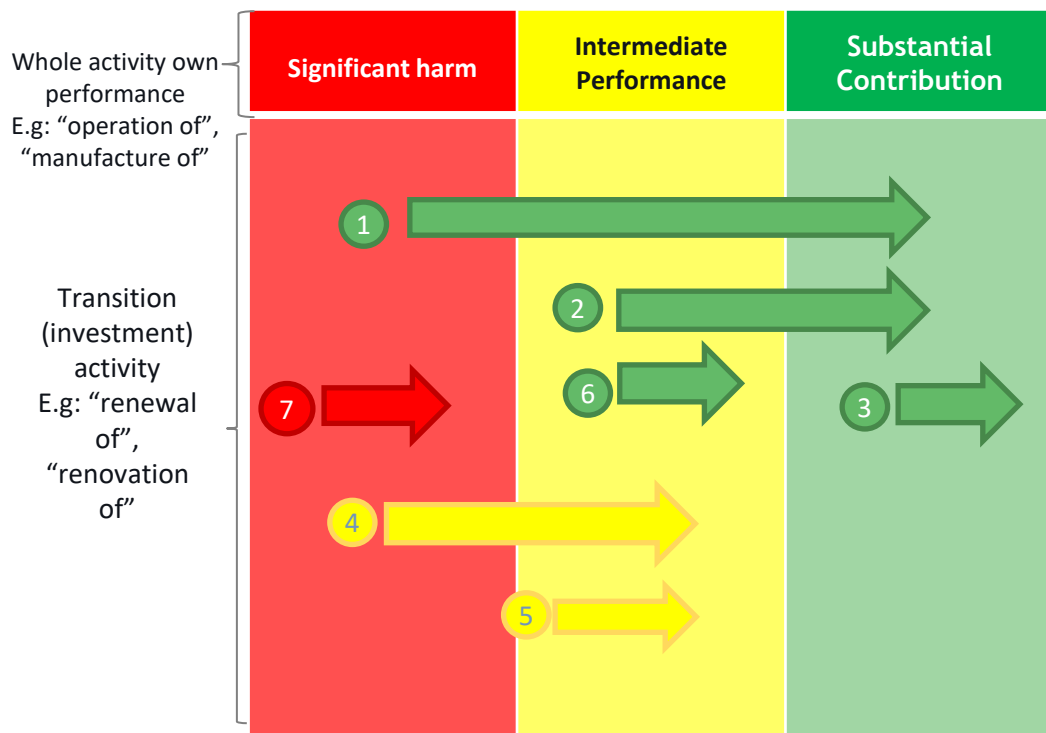 Whole activity own
performance
E.g: “operation of”,
“manufacture of”
Significant harm
Intermediate
Performance
Substantial
Contribution
Transition
(investment)
activity
E.g: “renewal
of”,
“renovation
of”
1
2
6
7
3
4
5